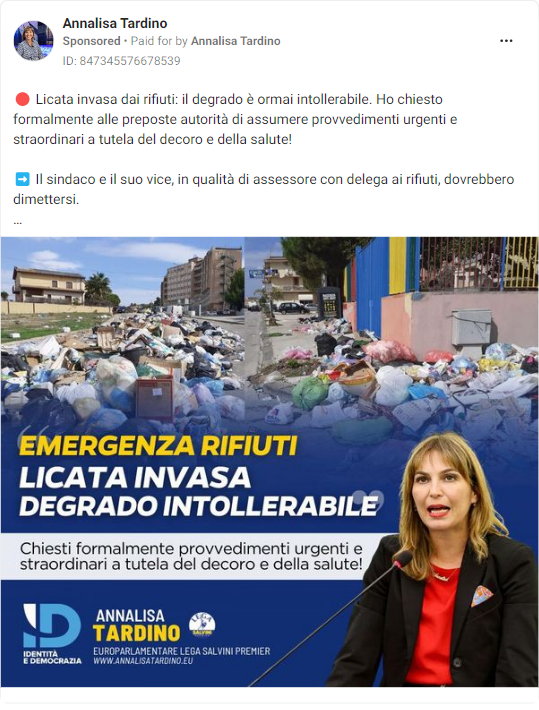 Annalisa Tardino
Sponsored • Paid for by Annalisa Tardino
ID: 847345576678539
🔴 Licata invasa dai rifiuti: il degrado è ormai intollerabile. Ho chiesto
formalmente alle preposte autorità di assumere provvedimenti urgenti e
straordinari a tutela del decoro e della salute!
➡️ Il sindaco e il suo vice, in qualità di assessore con delega ai rifiuti, dovrebbero
dimettersi.
...
EMERGENZA RIFIUTI
LICATA INVASA
DEGRADO INTOLLERABILE
Chiesti formalmente provvedimenti urgenti e
straordinari a tutela del decoro e della salute!
ID
IDENTITÀ
E DEMOCRAZIA
ANNALISA
TARDINO
LEGA
SALVINI
EUROPARLAMENTARE LEGA SALVINI PREMIER
WWW.ANNALISATARDINO.EU